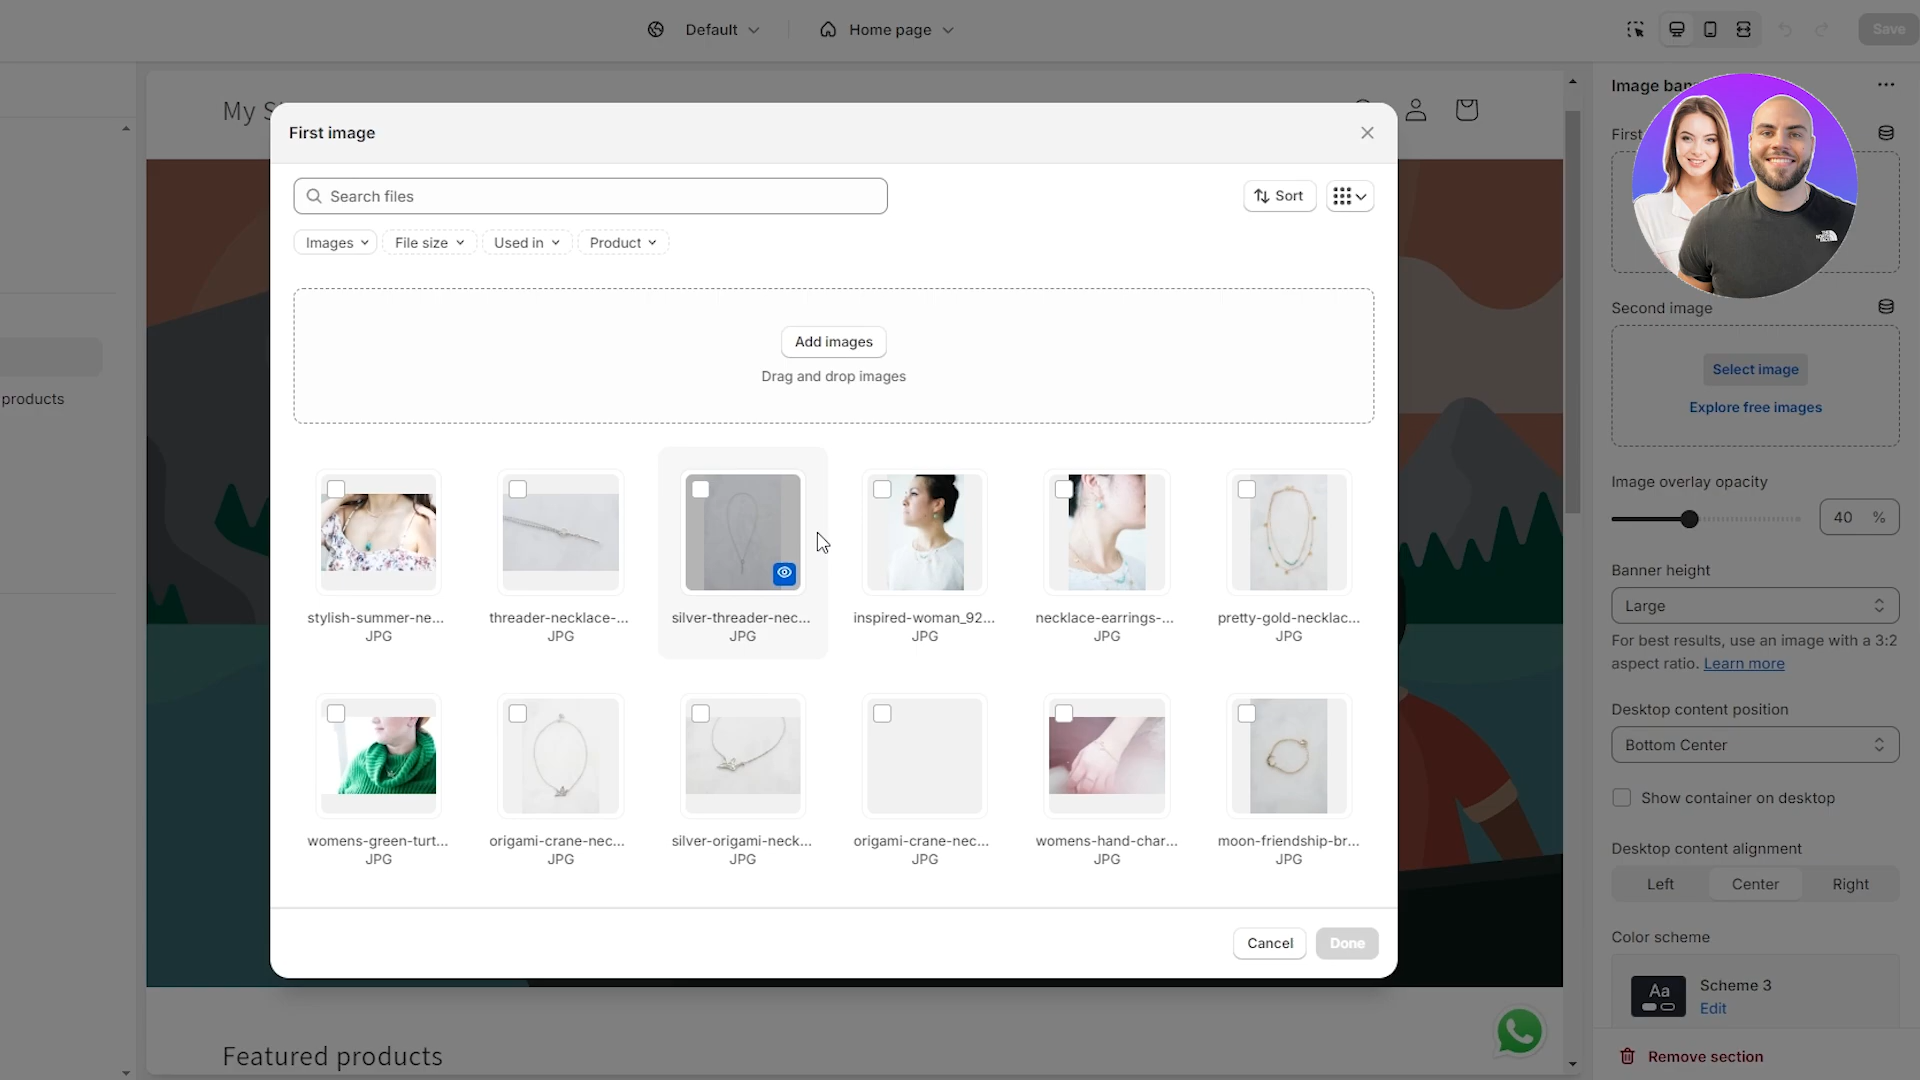 Default
Home page
Save
My S
Image ban
First image
Search files
Sort
Images
File size
Used in
Product
Add images
Drag and drop images
First
THE NORTH FACE
Second image
Select image
Explore free images
products
Image overlay opacity
40 %
Banner height
Large
For best results, use an image with a 3:2
aspect ratio. Learn more
Desktop content position
Bottom Center
Show container on desktop
Desktop content alignment
Left Center Right
Color scheme
Aa
Scheme 3
Edit
Remove section
stylish-summer-ne...
JPG
threader-necklace-...
JPG
silver-threader-nec...
JPG
inspired-woman_92...
JPG
necklace-earrings-...
JPG
pretty-gold-necklac...
JPG
womens-green-turt...
JPG
origami-crane-nec...
JPG
silver-origami-neck...
JPG
origami-crane-nec...
JPG
womens-hand-char...
JPG
moon-friendship-br...
JPG
Cancel
Done
Featured products